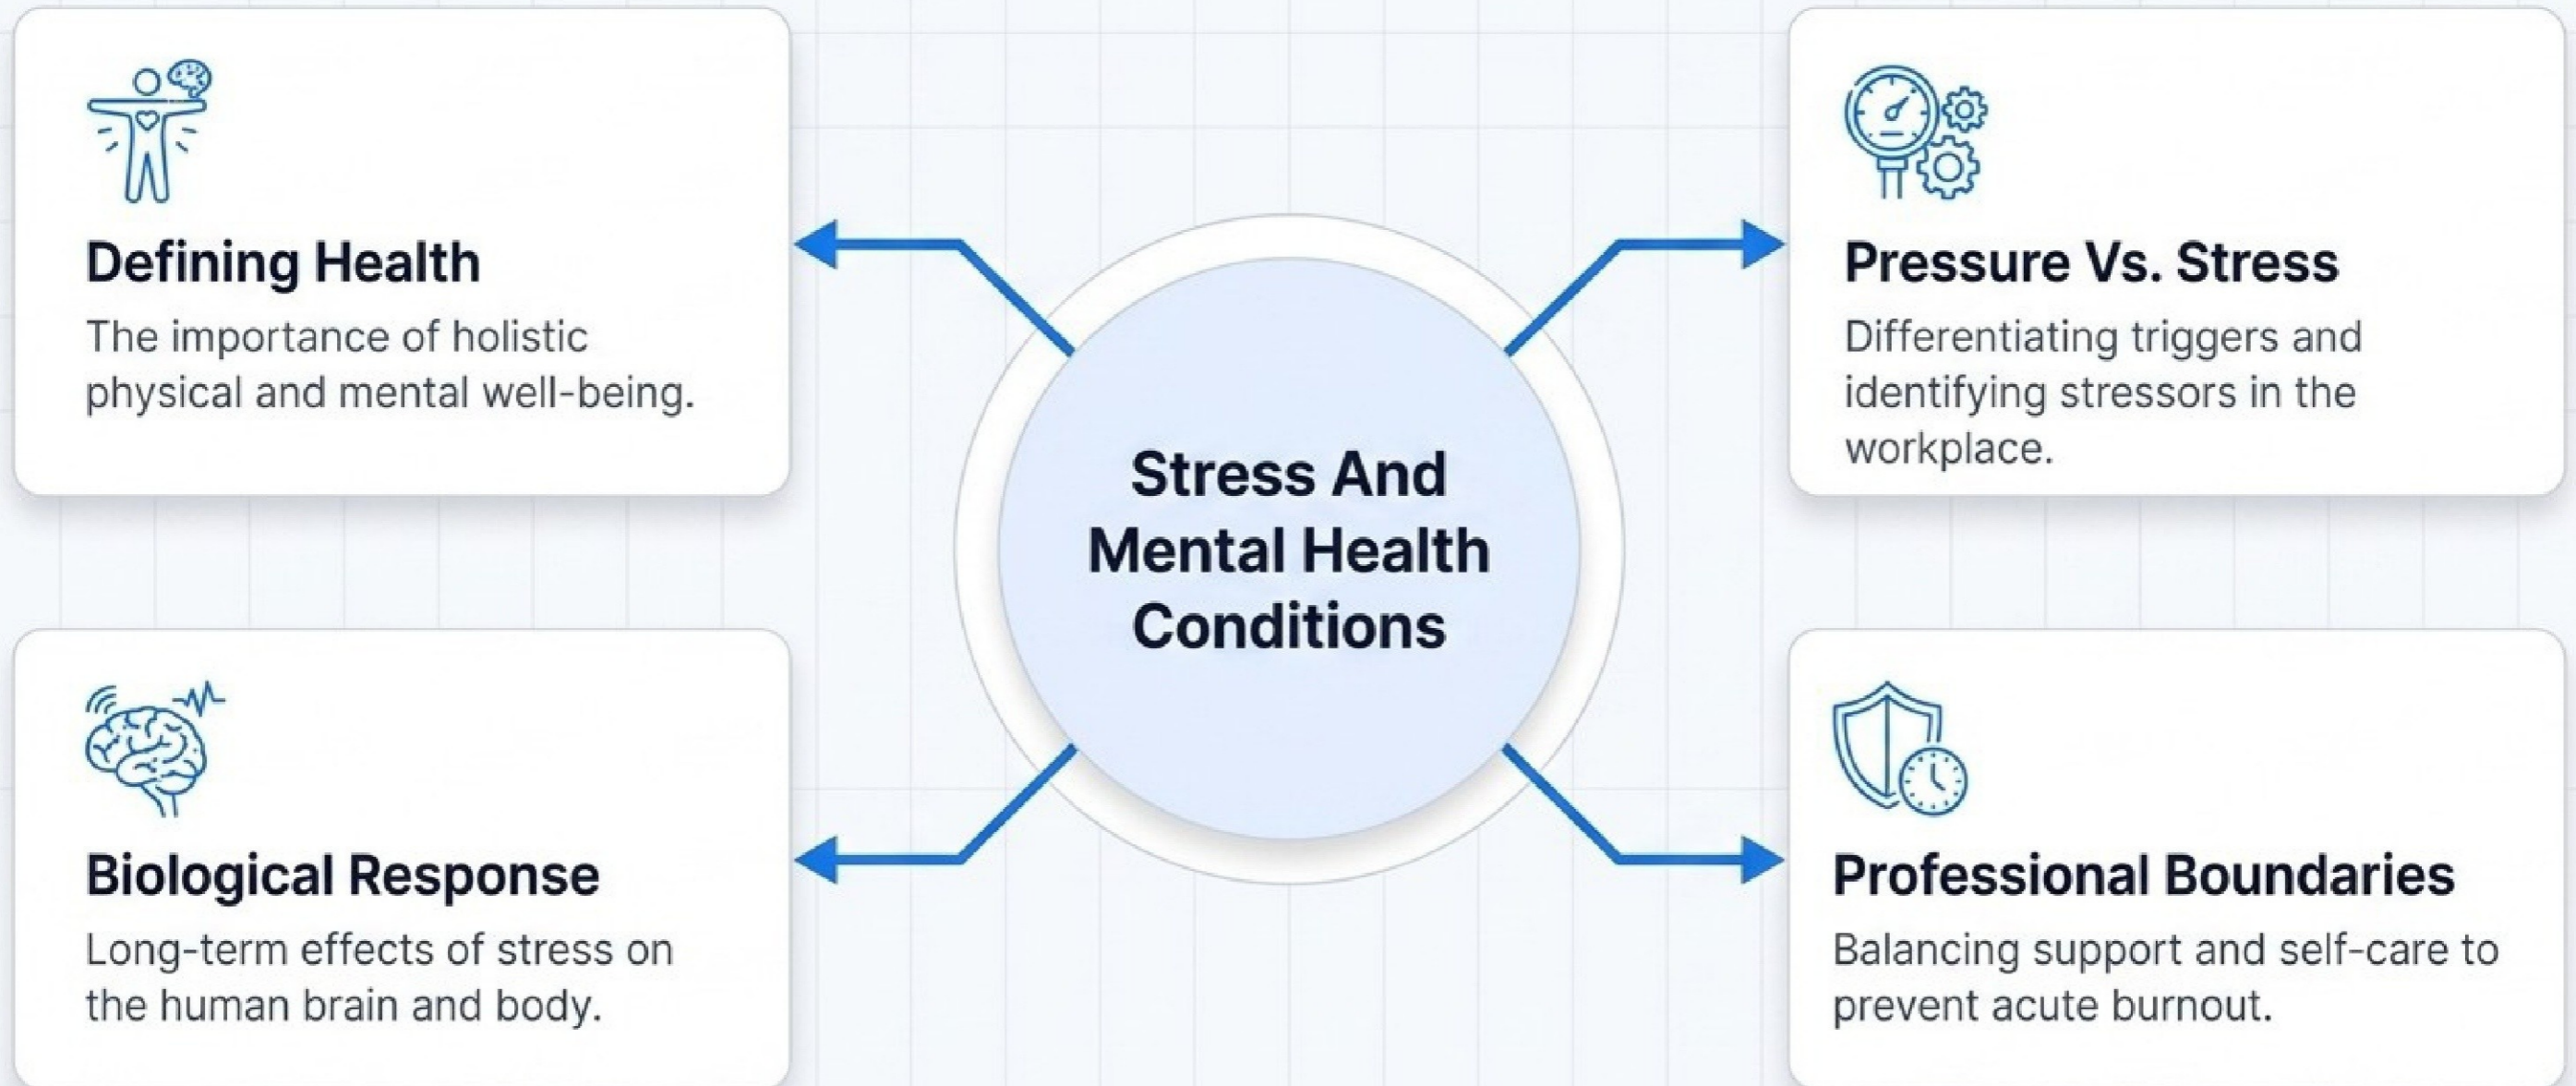 Defining Health
The importance of holistic
physical and mental well-being.
Pressure Vs. Stress
Differentiating triggers and
identifying stressors in the
workplace.
Stress And
Mental Health
Conditions
Biological Response
Long-term effects of stress on
the human brain and body.
Professional Boundaries
Balancing support and self-care to
prevent acute burnout.